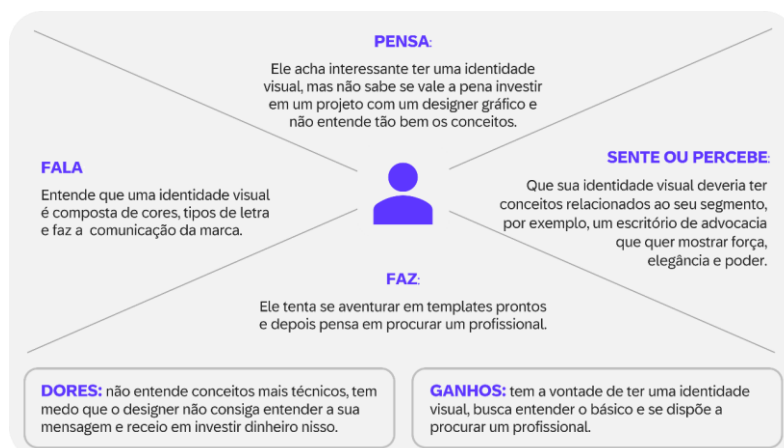 PENSA:
Ele acha interessante ter uma identidade
visual, mas não sabe se vale a pena investir
em um projeto com um designer gráfico e
não entende tão bem os conceitos.
FALA
Entende que uma identidade visual
é composta de cores, tipos de letra
e faz a comunicação da marca.
SENTE OU PERCEBE:
Que sua identidade visual deveria ter
conceitos relacionados ao seu segmento,
por exemplo, um escritório de advocacia
que quer mostrar força,
elegância e poder.
FAZ:
Ele tenta se aventurar em templates prontos
e depois pensa em procurar um profissional.
DORES: não entende conceitos mais técnicos, tem
medo que o designer não consiga entender a sua
mensagem e receio em investir dinheiro nisso.
GANHOS: tem a vontade de ter uma identidade
visual, busca entender o básico e se dispõe a
procurar um profissional.